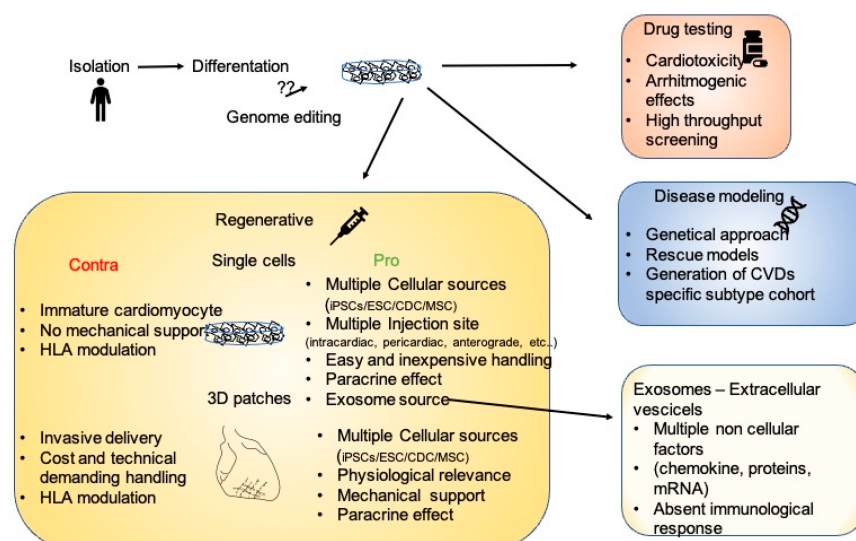 Isolation
Differentation
??
Genome editing
Drug testing
• Cardiotoxicity
• Arrhitmogenic
effects
• High throughput
screening
Disease modeling
• Genetical approach
• Rescue models
• Generation of CVDs
specific subtype cohort
Regenerative
Contra
Single cells
Pro
• Immature cardiomyocyte
• No mechanical support
• HLA modulation
• Multiple Cellular sources
(iPSCs/ESC/CDC/MSC)
• Multiple Injection site
(intracardiac, pericardiac, anterograde, etc..)
• Easy and inexpensive handling
• Paracrine effect
• Exosome source
3D patches
• Invasive delivery
• Cost and technical
demanding handling
• HLA modulation
• Multiple Cellular sources
(iPSCs/ESC/CDC/MSC)
• Physiological relevance
• Mechanical support
• Paracrine effect
Exosomes – Extracellular
vescicels
• Multiple non cellular
factors
• (chemokine, proteins,
mRNA)
• Absent immunological
response